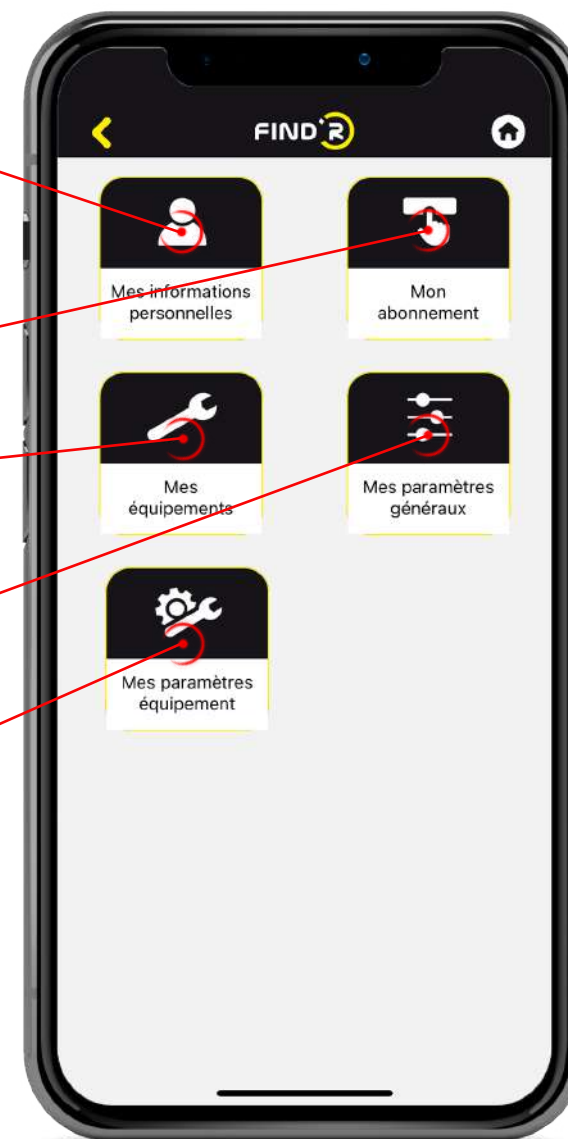 FIND'R
Mes informations
personnelles
Mon
abonnement
Mes
équipements
Mes paramètres
généraux
Mes paramètres
équipement